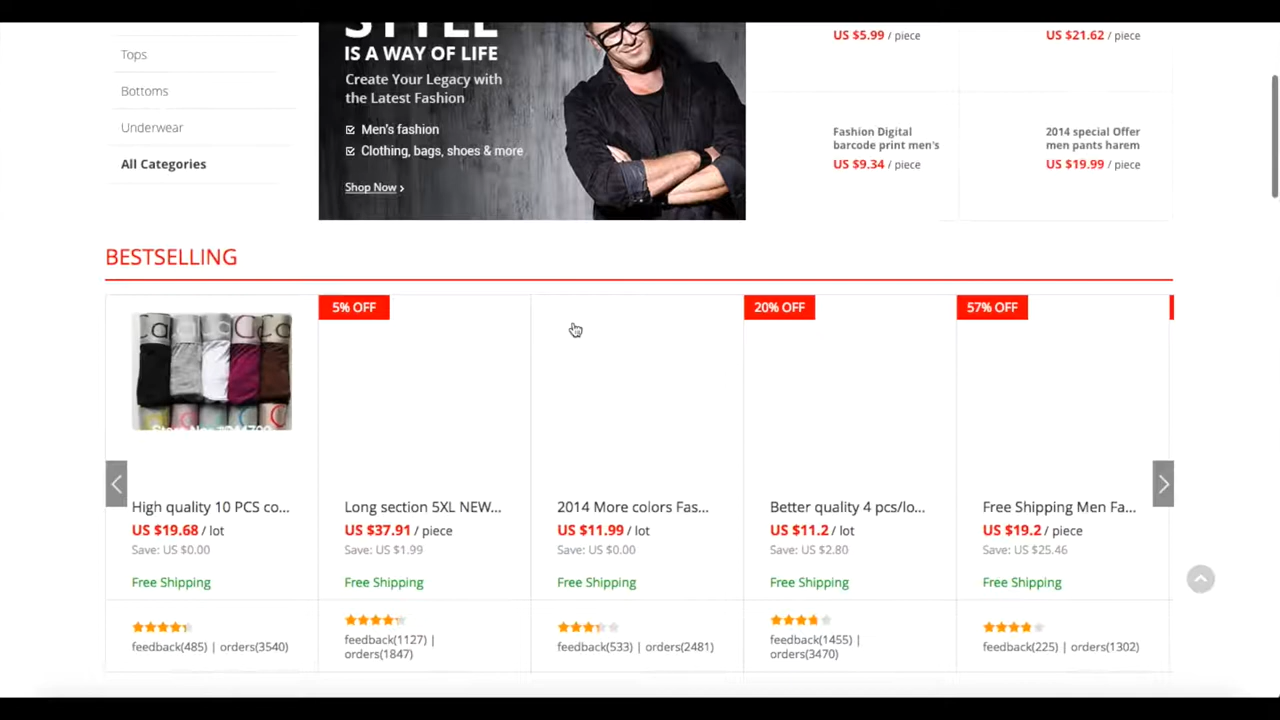 Tops
Bottoms
Underwear
All Categories
STYLE
IS A WAY OF LIFE
Create Your Legacy with
the Latest Fashion
Men's fashion
Clothing, bags, shoes & more
Shop Now ›
US $5.99 / piece
US $21.62 / piece
Fashion Digital
barcode print men's
US $9.34 / piece
2014 special Offer
men pants harem
US $19.99 / piece
BESTSELLING
High quality 10 PCS co...
US $19.68 / lot
Save: US $0.00
Free Shipping
feedback(485) | orders(3540)
5% OFF
Long section 5XL NEW...
US $37.91 / piece
Save: US $1.99
Free Shipping
feedback(1127) |
orders(1847)
2014 More colors Fas...
US $11.99 / lot
Save: US $0.00
Free Shipping
feedback(533) | orders(2481)
20% OFF
Better quality 4 pcs/lo...
US $11.2 / lot
Save: US $2.80
Free Shipping
feedback(1455) |
orders(3470)
57% OFF
Free Shipping Men Fa...
US $19.2 / piece
Save: US $25.46
Free Shipping
feedback(225) | orders(1302)